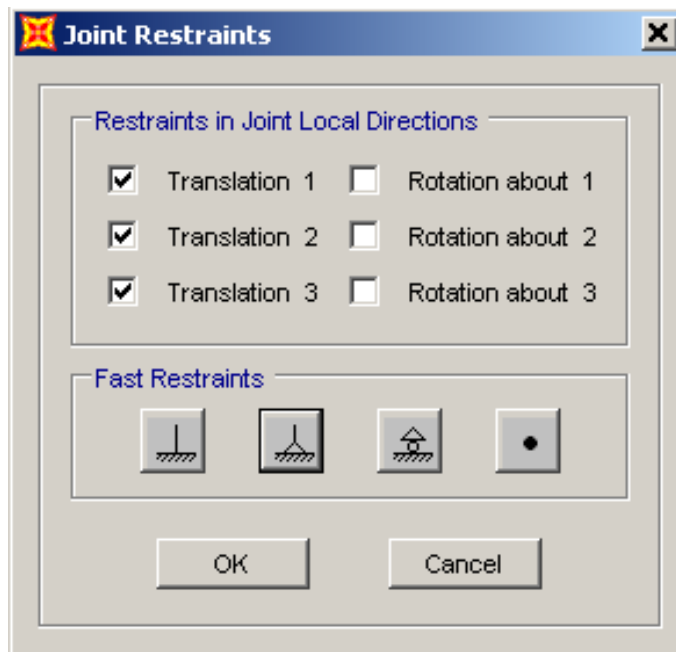 Joint Restraints
Restraints in Joint Local Directions
Translation 1 Rotation about 1
Translation 2 Rotation about 2
Translation 3 Rotation about 3
Fast Restraints
OK Cancel